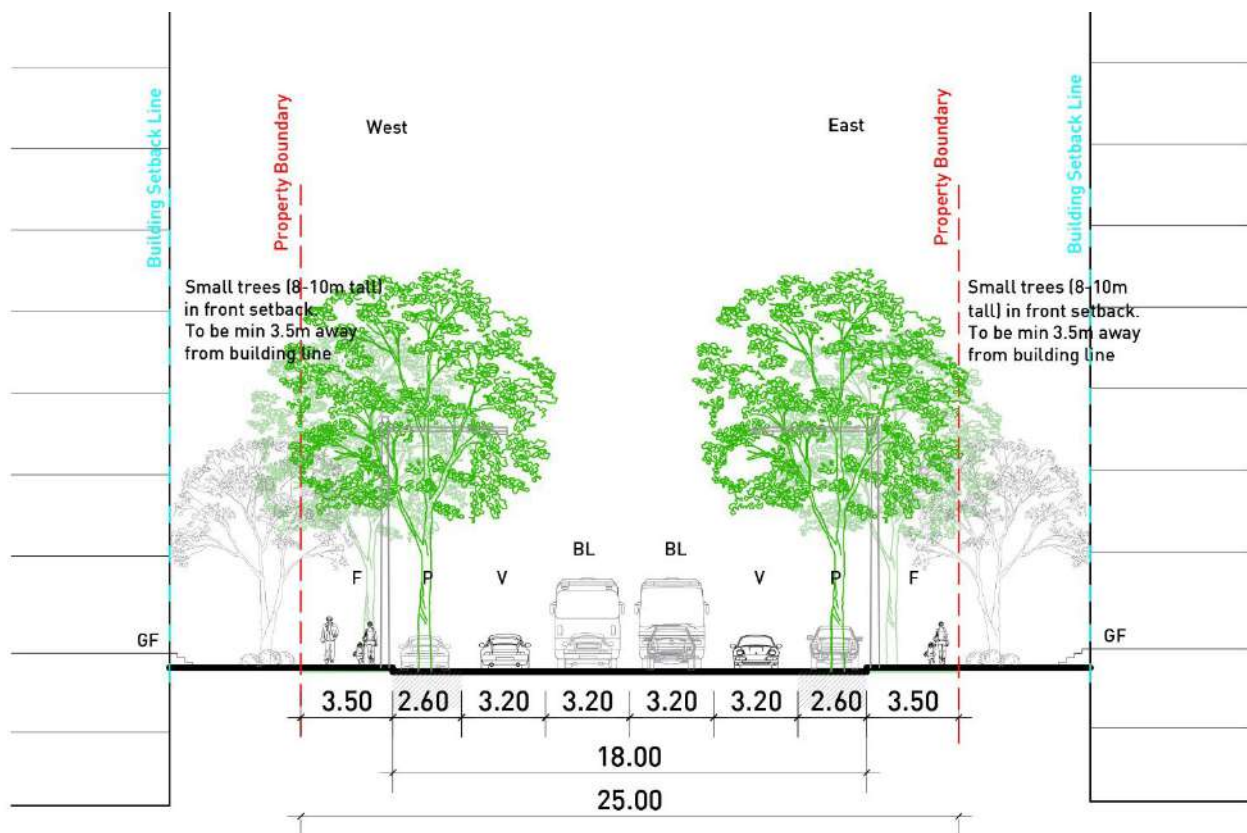 West
East
Building Setback Line
Property Boundary
Property Boundary
Building Setback Line
Small trees (8-10m tall)
in front setback.
To be min 3.5m away
from building line
Small trees (8-10m
tall) in front setback.
To be min 3.5m away
from building line
BL
BL
F
P
V
V
P
F
GF
GF
3.50
2.60
3.20
3.20
3.20
3.20
2.60
3.50
18.00
25.00